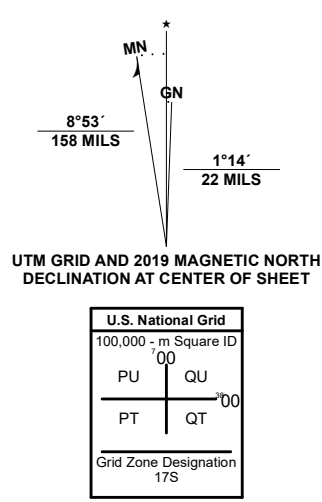 ★
MN
GN
8°53´
158 MILS
1°14´
22 MILS
UTM GRID AND 2019 MAGNETIC NORTH
DECLINATION AT CENTER OF SHEET
U.S. National Grid
100,000 - m Square ID
700
PU QU
3900
PT QT
Grid Zone Designation
17S